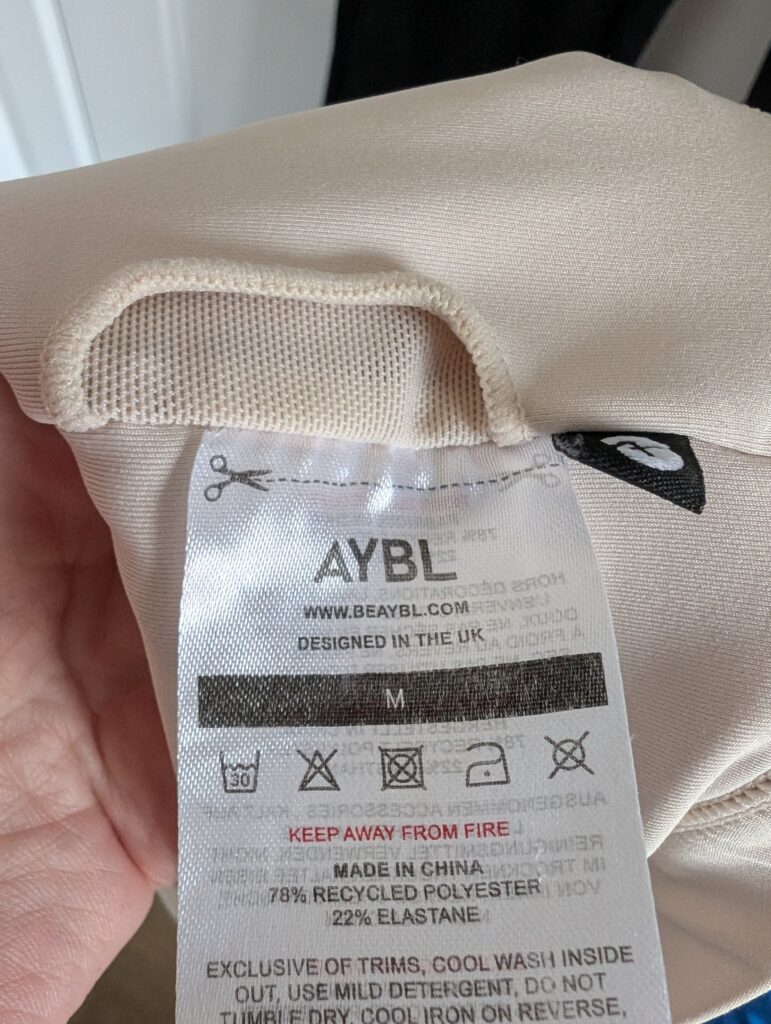 AYBL
WWW.BEAYBL.COM
DESIGNED IN THE UK
M
30
KEEP AWAY FROM FIRE
MADE IN CHINA
78% RECYCLED POLYESTER
22% ELASTANE
EXCLUSIVE OF TRIMS, COOL WASH INSIDE
OUT, USE MILD DETERGENT, DO NOT
TUMBLE DRY, COOL IRON ON REVERSE,